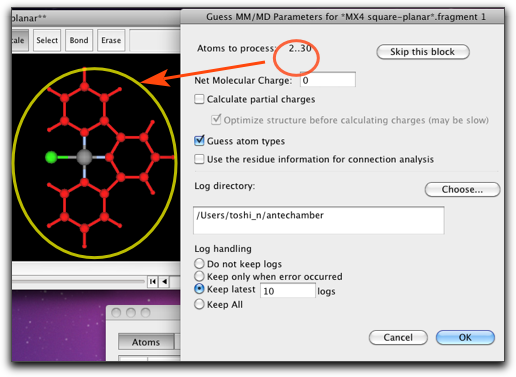 planar**
Guess MM/MD Parameters for *MX4 square-planar*.fragment 1
Select
Bond
Erase
Atoms to process: 2..30
Skip this block
Net Molecular Charge: 0
Calculate partial charges
Optimize structure before calculating charges (may be slow)
Guess atom types
Use the residue information for connection analysis
Log directory:
Choose...
/Users/toshi_n/antechamber
Log handling
Do not keep logs
Keep only when error occurred
Keep latest 10 logs
Keep All
Atoms
Cancel
OK